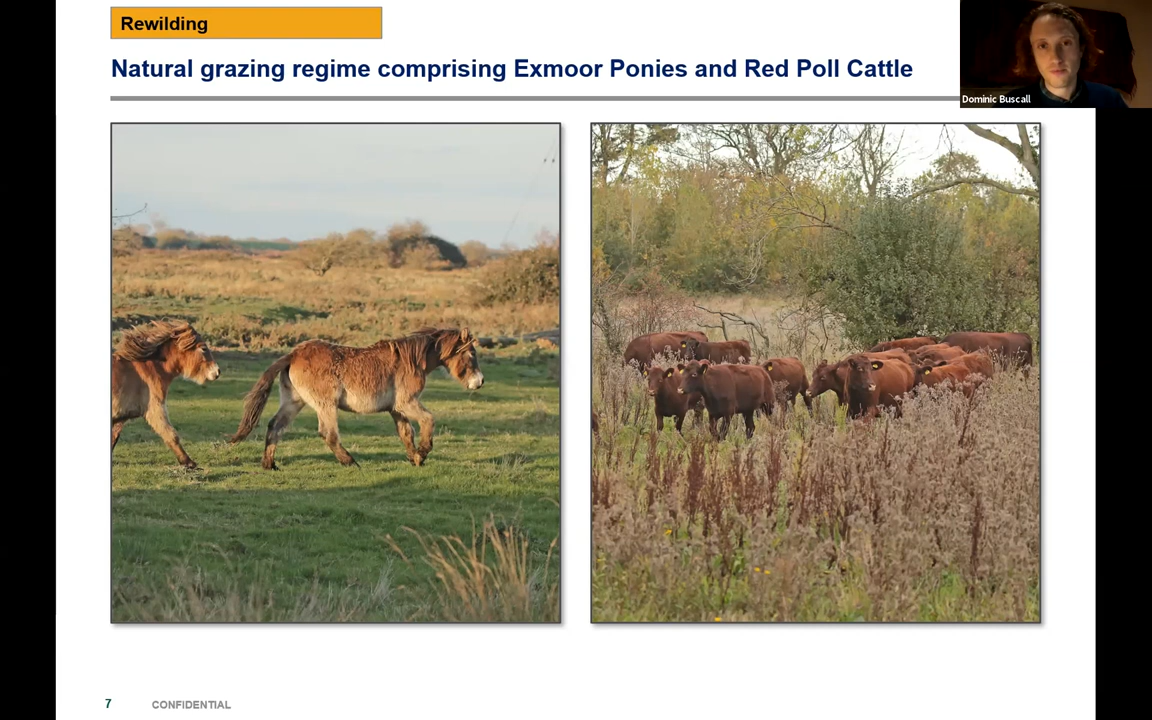 Rewilding
Natural grazing regime comprising Exmoor Ponies and Red Poll Cattle
Dominic Buscall
7 CONFIDENTIAL